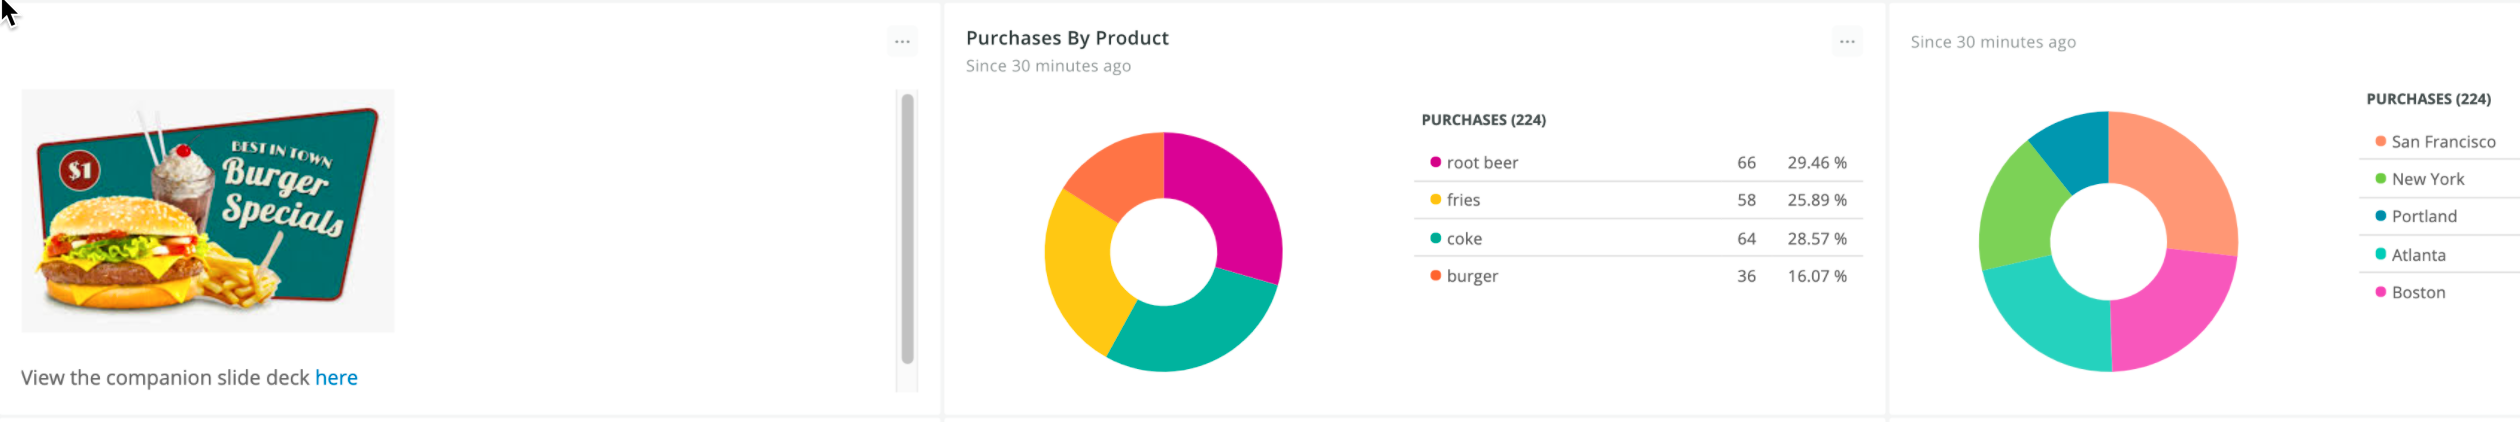 ...
$1
BEST IN TOWN
Burger
Specials
View the companion slide deck here
Purchases By Product
...
Since 30 minutes ago
PURCHASES (224)
root beer 66 29.46 %
fries 58 25.89 %
coke 64 28.57 %
burger 36 16.07 %
Since 30 minutes ago
PURCHASES (224)
San Francisco
New York
Portland
Atlanta
Boston